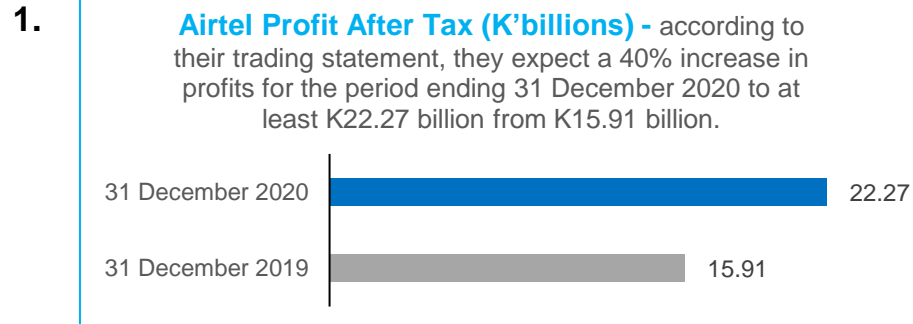 1.
Airtel Profit After Tax (K’billions) - according to
their trading statement, they expect a 40% increase in
profits for the period ending 31 December 2020 to at
least K22.27 billion from K15.91 billion.
31 December 2020
22.27
31 December 2019
15.91